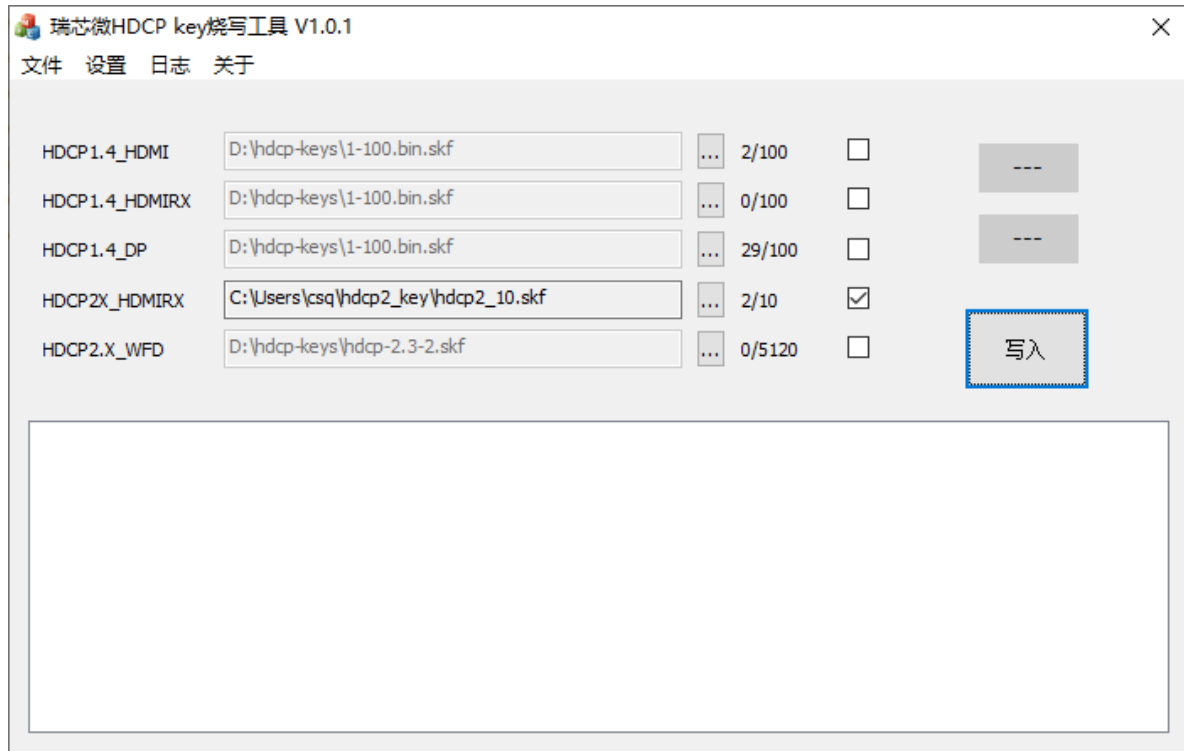 瑞芯微HDCP key烧写工具 V1.0.1
文件 设置 日志 关于
HDCP1.4_HDMI D:\hdcp-keys\1-100.bin.skf ... 2/100
---
HDCP1.4_HDMIRX D:\hdcp-keys\1-100.bin.skf ... 0/100
---
HDCP1.4_DP D:\hdcp-keys\1-100.bin.skf ... 29/100
HDCP2X_HDMIRX C:\Users\csq\hdcp2_key\hdcp2_10.skf ... 2/10
HDCP2.X_WFD D:\hdcp-keys\hdcp-2.3-2.skf ... 0/5120
写入